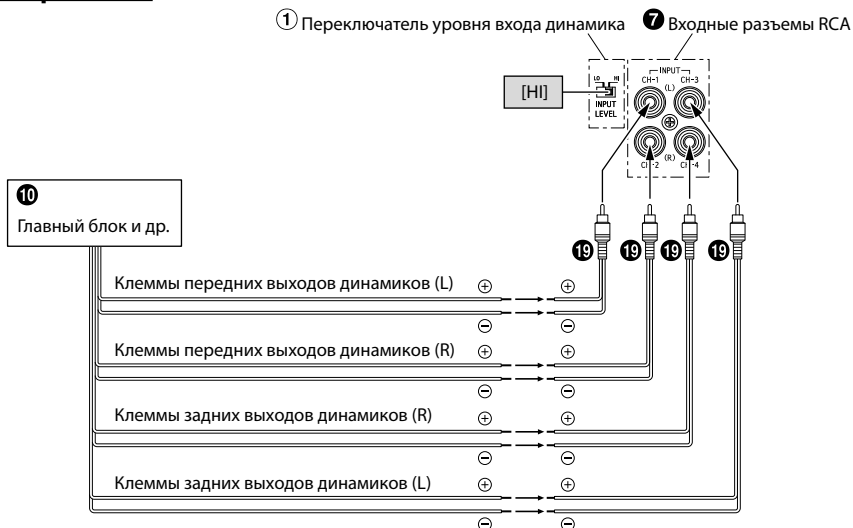 ① Переключатель уровня входа динамика
❼ Входные разъемы RCA
[HI]
LO HI
INPUT LEVEL
INPUT
CH-1 CH-3
(L)
(R)
CH-2 CH-4
❿
Главный блок и др.
⓳ ⓳ ⓳ ⓳
Клеммы передних выходов динамиков (L) ⊕ ⊕
⊖ ⊖
Клеммы передних выходов динамиков (R) ⊕ ⊕
⊖ ⊖
Клеммы задних выходов динамиков (R) ⊕ ⊕
⊖ ⊖
Клеммы задних выходов динамиков (L) ⊕ ⊕
⊖ ⊖